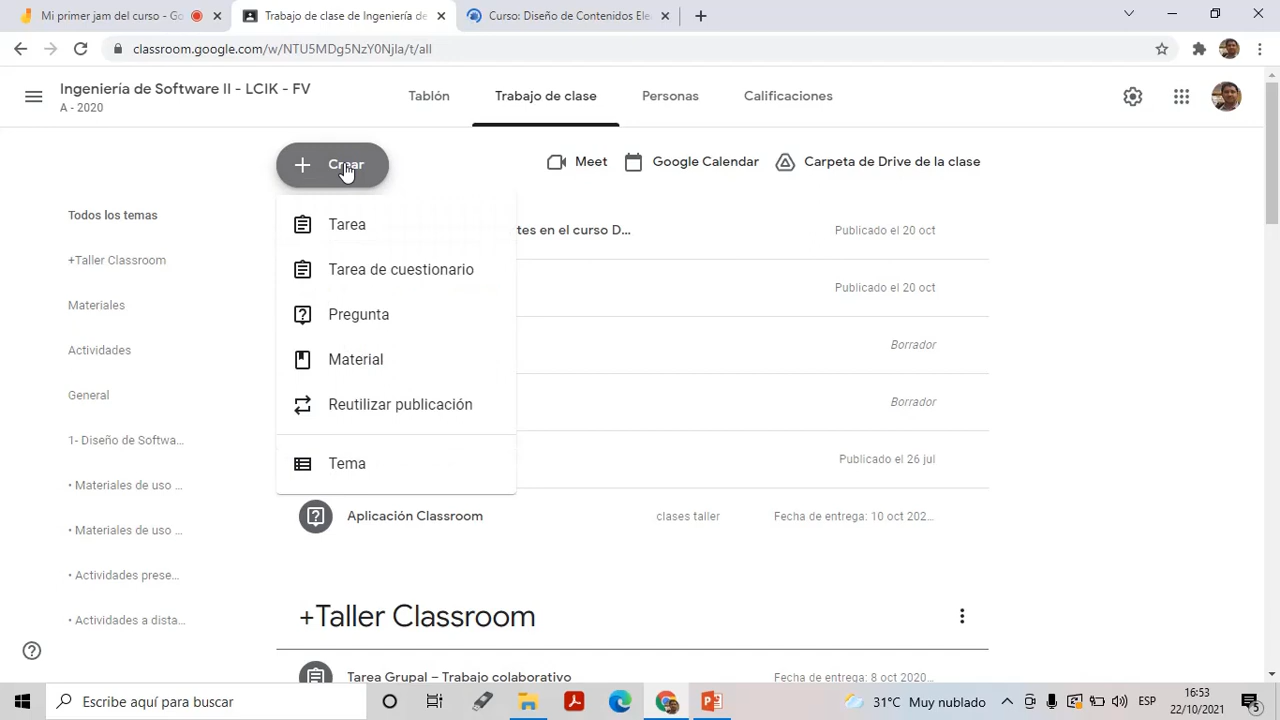 Mi primer jam del curso - Go
Trabajo de clase de Ingeniería de
Curso: Diseño de Contenidos Ele
classroom.google.com/w/NTU5MDg5NzY0Njla/t/all
Ingeniería de Software II - LCIK - FV
A - 2020
Tablón
Trabajo de clase
Personas
Calificaciones
Crear
Meet
Google Calendar
Carpeta de Drive de la clase
Todos los temas
+Taller Classroom
Materiales
Actividades
General
1- Diseño de Softwa...
• Materiales de uso ...
• Materiales de uso ...
• Actividades prese...
• Actividades a dista...
Tarea
Tarea de cuestionario
Pregunta
Material
Reutilizar publicación
Tema
tes en el curso D...
Publicado el 20 oct
Publicado el 20 oct
Borrador
Borrador
Publicado el 26 jul
Aplicación Classroom
clases taller
Fecha de entrega: 10 oct 202...
+Taller Classroom
Tarea Grupal – Trabajo colaborativo
Fecha de entrega: 8 oct 2020...
Escribe aquí para buscar
31°C Muy nublado
ESP
16:53
22/10/2021
5